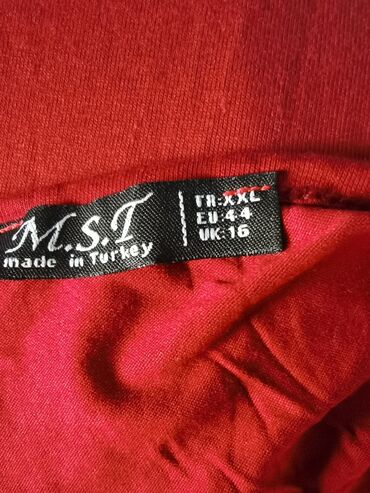 M.S.T
made in Turkey
TR:XXL
EU:44
UK:16